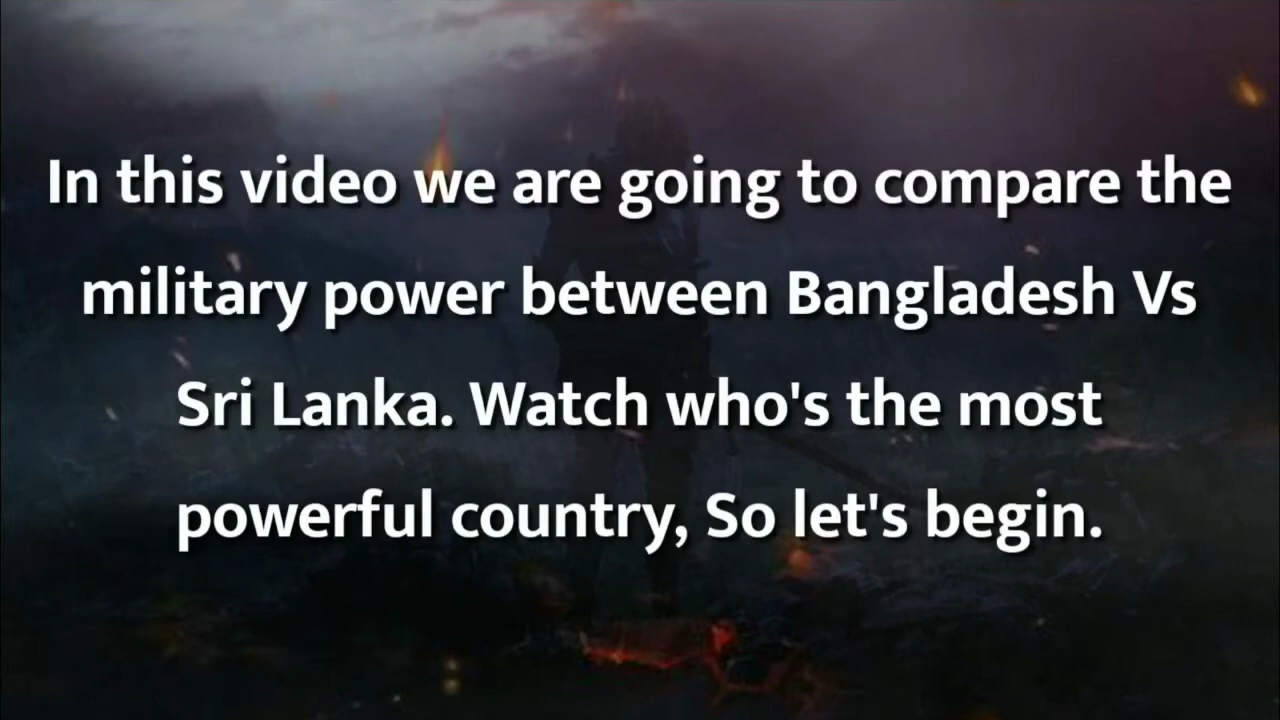 In this video we are going to compare the
military power between Bangladesh Vs
Sri Lanka. Watch who's the most
powerful country, So let's begin.